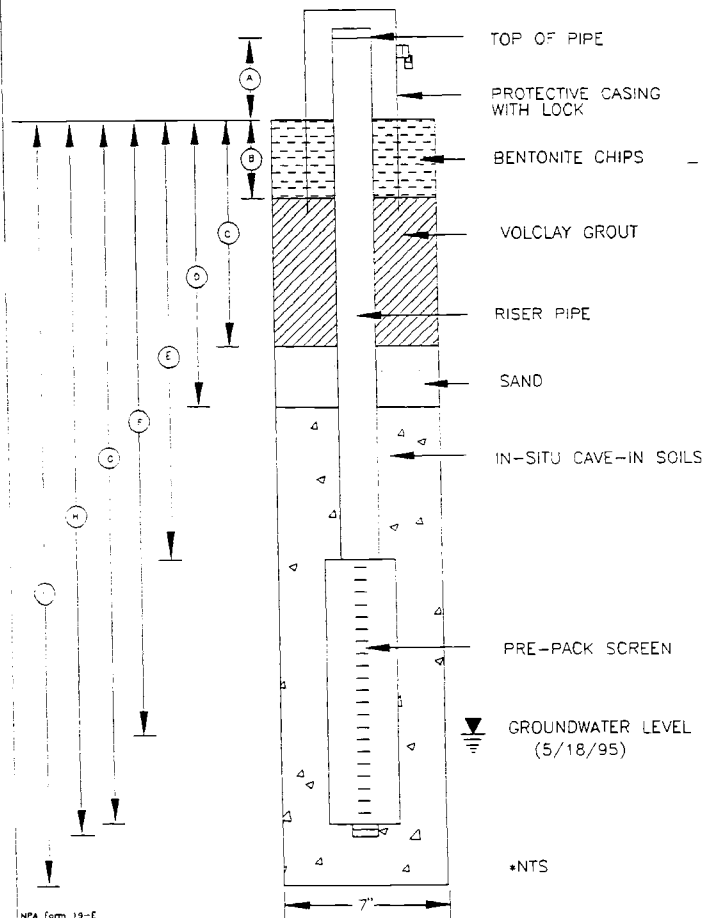 TOP OF PIPE
A
PROTECTIVE CASING
WITH LOCK
B
BENTONITE CHIPS
C
VOLCLAY GROUT
D
RISER PIPE
E
SAND
F
G
IN-SITU CAVE-IN SOILS
H
I
PRE-PACK SCREEN
GROUNDWATER LEVEL
(5/18/95)
*NTS
7"
NPA form 19-E